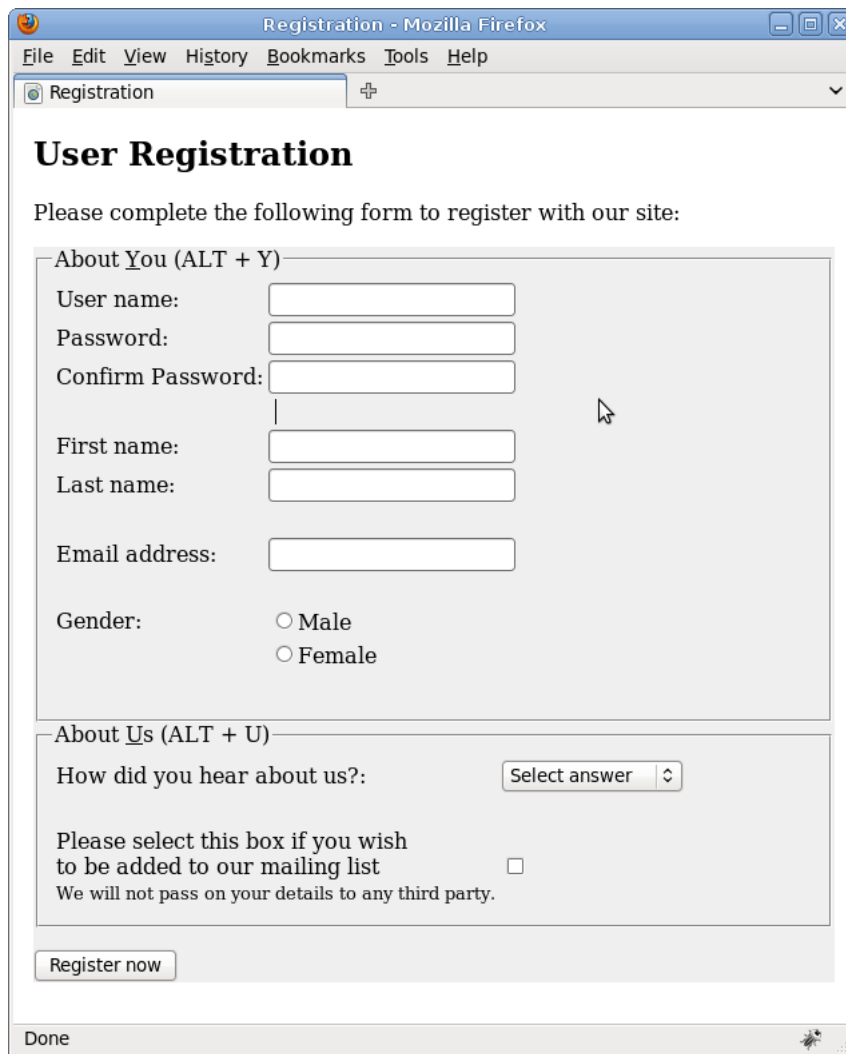 Registration - Mozilla Firefox
File Edit View History Bookmarks Tools Help
Registration
User Registration
Please complete the following form to register with our site:
About You (ALT + Y)
User name:
Password:
Confirm Password:
First name:
Last name:
Email address:
Gender:
Male
Female
About Us (ALT + U)
How did you hear about us?: Select answer
Please select this box if you wish
to be added to our mailing list
We will not pass on your details to any third party.
Register now
Done